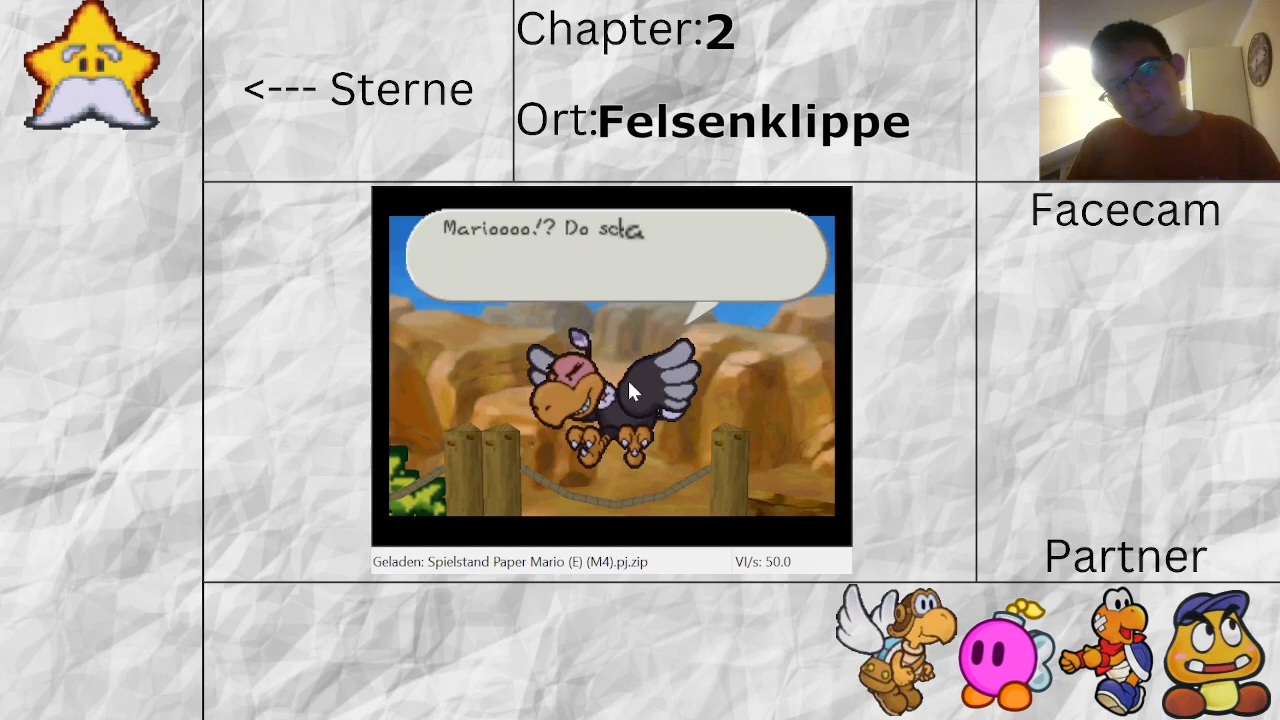 Chapter:2
<--- Sterne
Ort:Felsenklippe
Facecam
Marioooo!? Do scta
Geladen: Spielstand Paper Mario (E) (M4).pj.zip
VI/s: 50.0
Partner